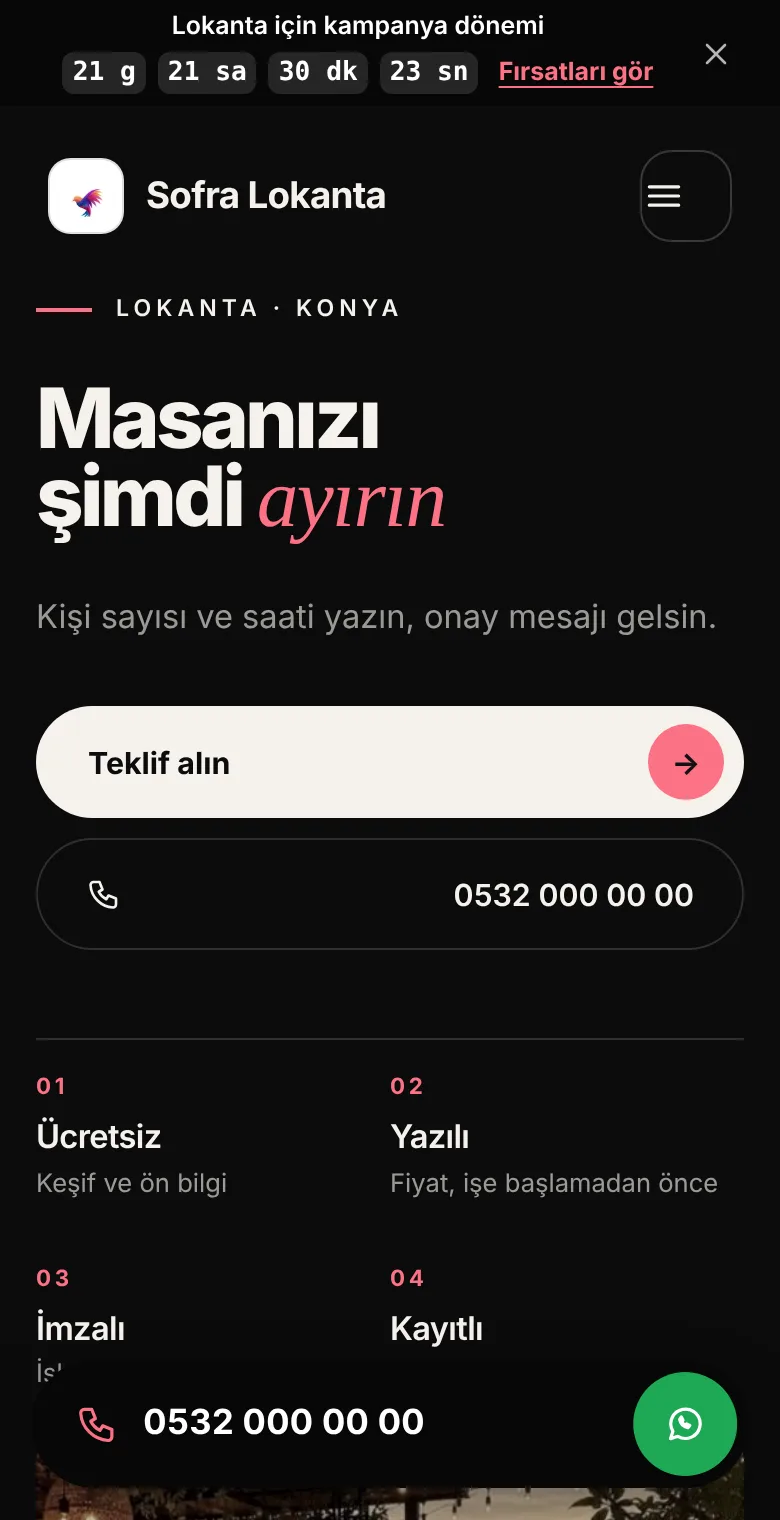 Lokanta için kampanya dönemi
21 g 21 sa 30 dk 23 sn Fırsatları gör
Sofra Lokanta
LOKANTA · KONYA
Masanızı
şimdi ayırın
Kişi sayısı ve saati yazın, onay mesajı gelsin.
Teklif alın
0532 000 00 00
01
Ücretsiz
Keşif ve ön bilgi
02
Yazılı
Fiyat, işe başlamadan önce
03
İmzalı
04
Kayıtlı
0532 000 00 00